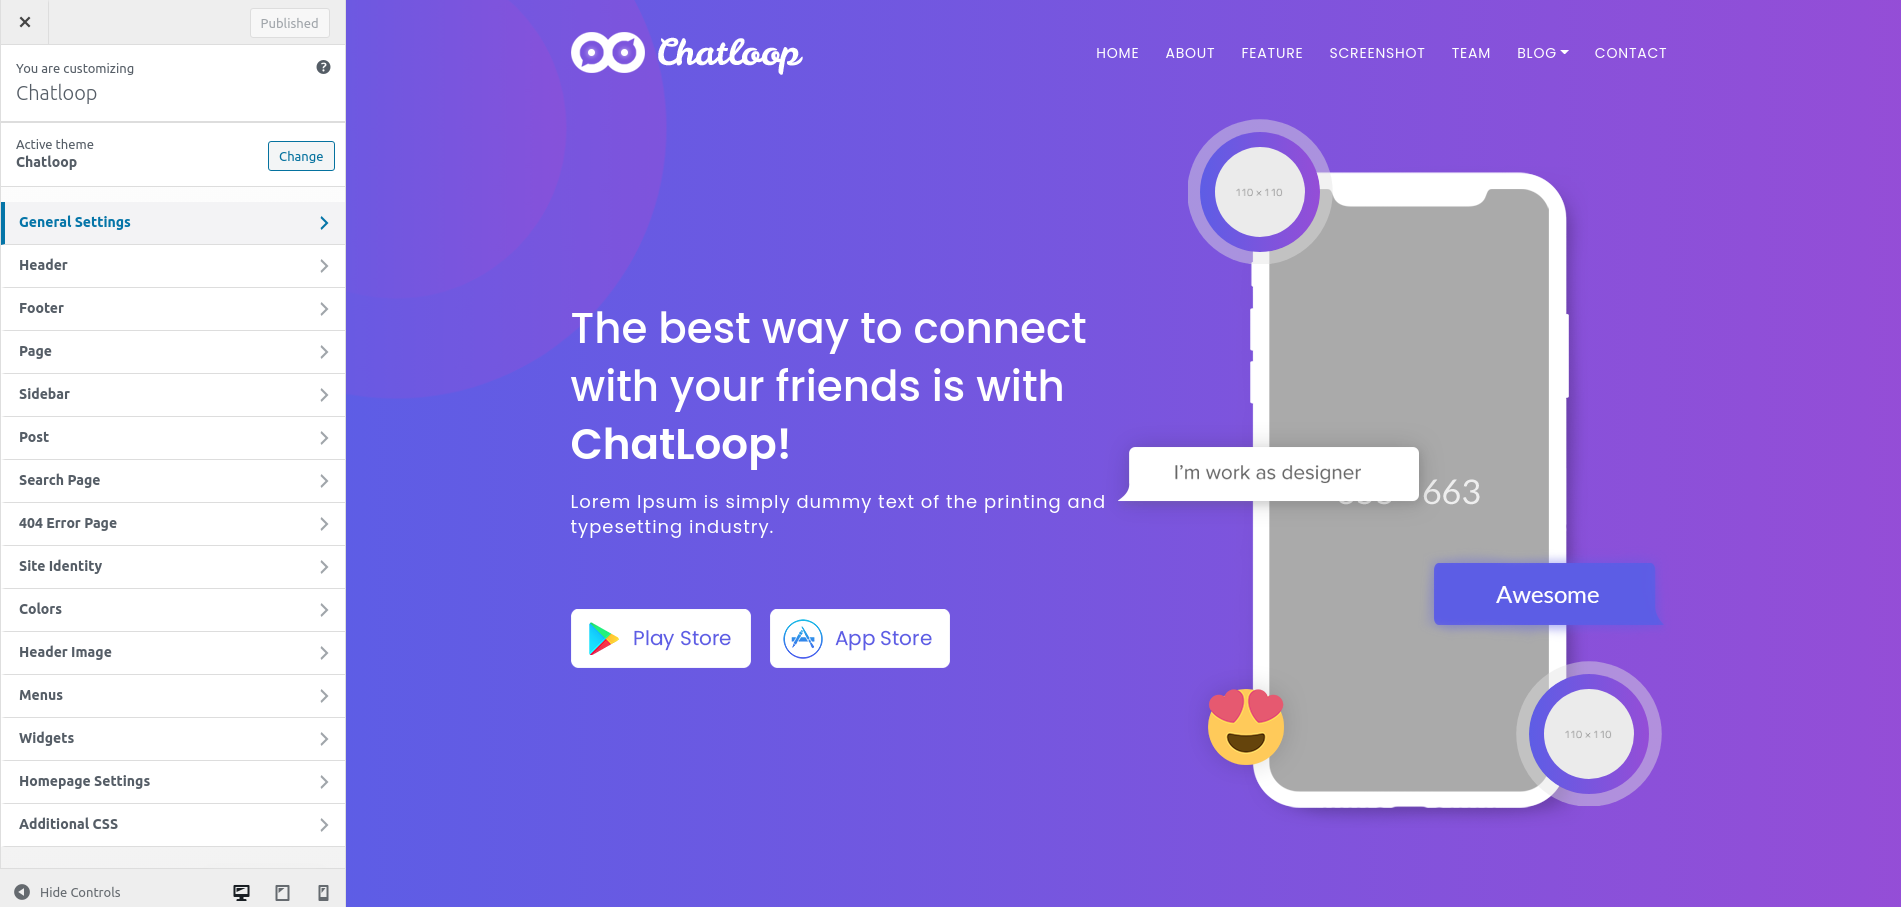 Published
You are customizing
Chatloop
Active theme
Chatloop
Change
General Settings
Header
Footer
Page
Sidebar
Post
Search Page
404 Error Page
Site Identity
Colors
Header Image
Menus
Widgets
Homepage Settings
Additional CSS
Hide Controls
Chatloop
HOME ABOUT FEATURE SCREENSHOT TEAM BLOG CONTACT
The best way to connect
with your friends is with
ChatLoop!
Lorem Ipsum is simply dummy text of the printing and
typesetting industry.
Play Store
App Store
110 × 110
I'm work as designer
663
Awesome
110 × 110